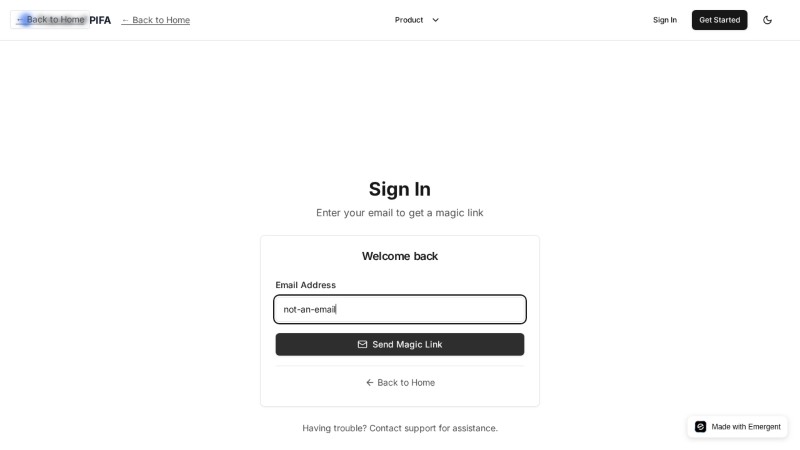 ← Back to Home PIFA ← Back to Home Product Sign In Get Started
Sign In
Enter your email to get a magic link
Welcome back
Email Address
not-an-email
Send Magic Link
← Back to Home
Having trouble? Contact support for assistance.
Made with Emergent